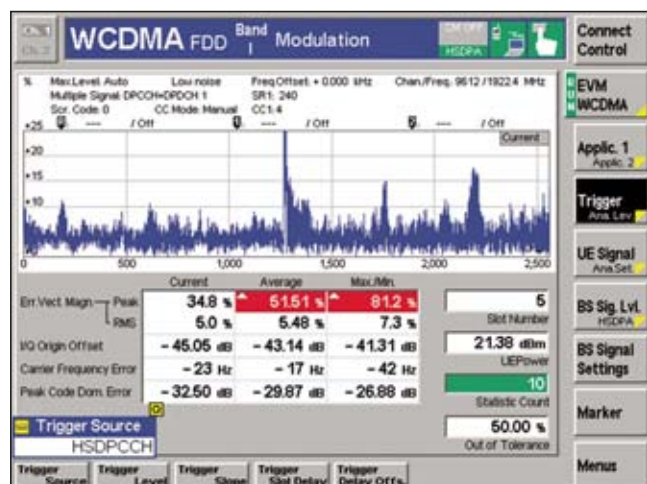 Ch. 2
WCDMA FDD Band I Modulation
HSDPA
Connect Control
% Max.Level: Auto Low noise Freq.Offset: + 0.000 kHz Chan./Freq.: 9612 / 1922.4 MHz
Multiple Signal: DPCCH+DPDCH 1 SR1: 240
Scr. Code: 0 CC Mode: Manual CC1: 4
--- / Off --- / Off --- / Off
+25
Current
+20
+15
+10
0 500 1,000 1,500 2,000 2,500
Current Average Max./Min.
Err.Vect. Magn. Peak 34.8 % 51.51 % 81.2 %
RMS 5.0 % 5.48 % 7.3 %
I/Q Origin Offset - 45.05 dB - 43.14 dB - 41.31 dB
Carrier Frequency Error - 23 Hz - 17 Hz - 42 Hz
Peak Code Dom. Error - 32.50 dB - 29.87 dB - 26.88 dB
5
Slot Number
21.38 dBm
UEPower
10
Statistic Count
50.00 %
Out of Tolerance
Trigger Source
HSDPCCH
Trigger Source
Trigger Level
Trigger Slope
Trigger Slot Delay
Trigger Delay Offs.
EVM WCDMA
Applic. 1
Applic. 2
Trigger
Ana. Lev.
UE Signal
Ana.Set.
BS Sig. Lvl.
HSDPA
BS Signal Settings
Marker
Menus